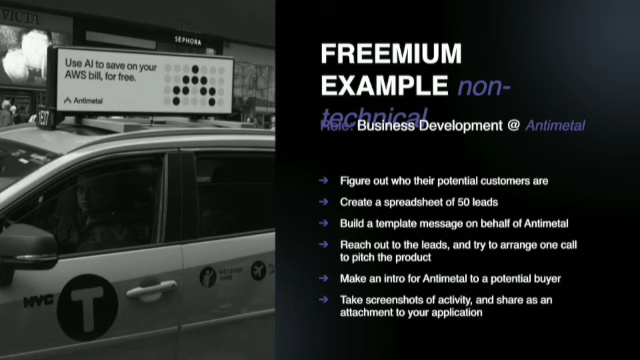 VICTA
SEPHORA
Use AI to save on your
AWS bill, for free.
Antimetal
NYC T
FREEMIUM
EXAMPLE non-
technical
Role: Business Development @ Antimetal
→ Figure out who their potential customers are
→ Create a spreadsheet of 50 leads
→ Build a template message on behalf of Antimetal
→ Reach out to the leads, and try to arrange one call
to pitch the product
→ Make an intro for Antimetal to a potential buyer
→ Take screenshots of activity, and share as an
attachment to your application